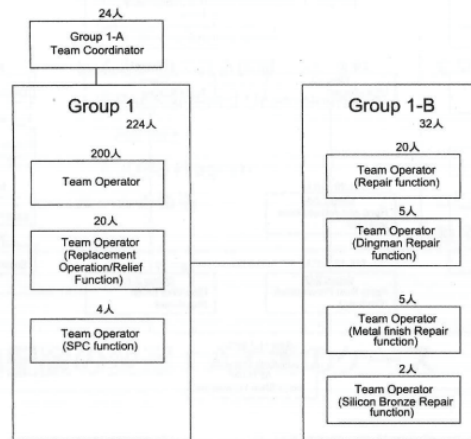 24人
Group 1-A
Team Coordinator
Group 1
224人
200人
Team Operator
20人
Team Operator
(Replacement
Operation/Relief
Function)
4人
Team Operator
(SPC function)
Group 1-B
32人
20人
Team Operator
(Repair function)
5人
Team Operator
(Dingman Repair
function)
5人
Team Operator
(Metal finish Repair
function)
2人
Team Operator
(Silicon Bronze Repair
function)